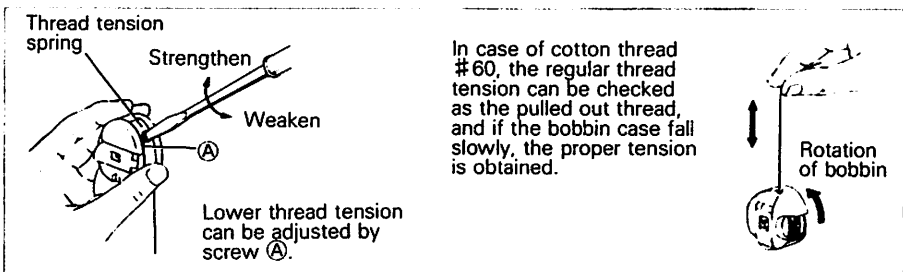 Thread tension
spring
Strengthen
Weaken
Ⓐ
Lower thread tension
can be adjusted by
screw Ⓐ.
In case of cotton thread
#60, the regular thread
tension can be checked
as the pulled out thread,
and if the bobbin case fall
slowly, the proper tension
is obtained.
Rotation
of bobbin